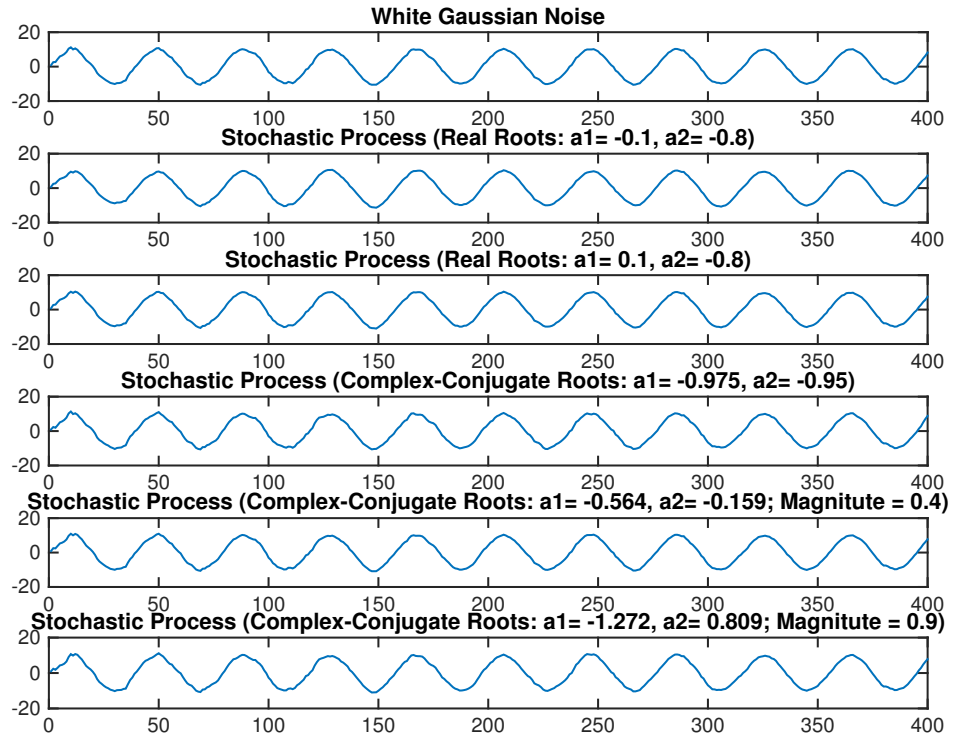 White Gaussian Noise
20
0
-20
0 50 100 150 200 250 300 350 400
Stochastic Process (Real Roots: a1= -0.1, a2= -0.8)
20
0
-20
0 50 100 150 200 250 300 350 400
Stochastic Process (Real Roots: a1= 0.1, a2= -0.8)
20
0
-20
0 50 100 150 200 250 300 350 400
Stochastic Process (Complex-Conjugate Roots: a1= -0.975, a2= -0.95)
20
0
-20
0 50 100 150 200 250 300 350 400
Stochastic Process (Complex-Conjugate Roots: a1= -0.564, a2= -0.159; Magnitute = 0.4)
20
0
-20
0 50 100 150 200 250 300 350 400
Stochastic Process (Complex-Conjugate Roots: a1= -1.272, a2= 0.809; Magnitute = 0.9)
20
0
-20
0 50 100 150 200 250 300 350 400